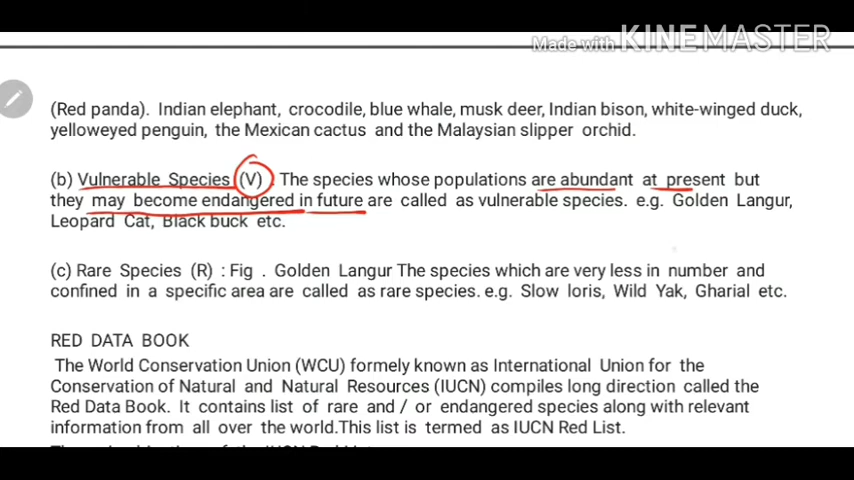 Made with KINEMASTER
(Red panda). Indian elephant, crocodile, blue whale, musk deer, Indian bison, white-winged duck,
yelloweyed penguin, the Mexican cactus and the Malaysian slipper orchid.
(b) Vulnerable Species (V) . The species whose populations are abundant at present but
they may become endangered in future are called as vulnerable species. e.g. Golden Langur,
Leopard Cat, Black buck etc.
(c) Rare Species (R) : Fig . Golden Langur The species which are very less in number and
confined in a specific area are called as rare species. e.g. Slow loris, Wild Yak, Gharial etc.
RED DATA BOOK
The World Conservation Union (WCU) formely known as International Union for the
Conservation of Natural and Natural Resources (IUCN) compiles long direction called the
Red Data Book. It contains list of rare and / or endangered species along with relevant
information from all over the world.This list is termed as IUCN Red List.